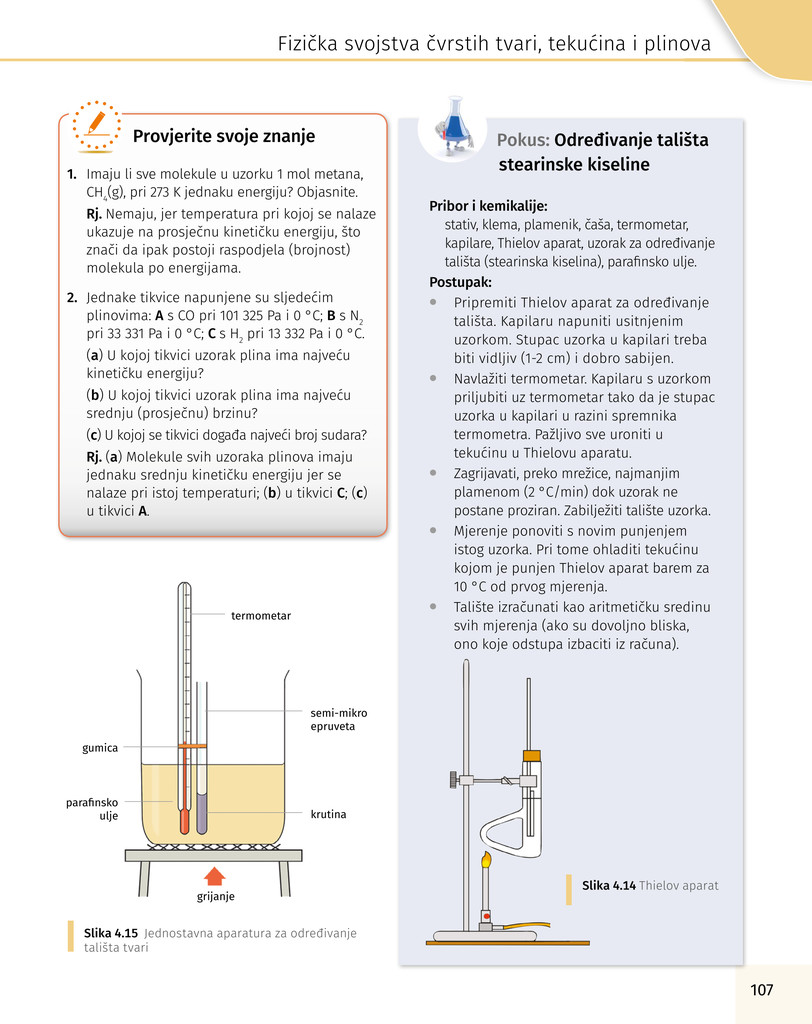 Fizička svojstva čvrstih tvari, tekućina i plinova
Provjerite svoje znanje
1. Imaju li sve molekule u uzorku 1 mol metana,
CH4(g), pri 273 K jednaku energiju? Objasnite.
Rj. Nemaju, jer temperatura pri kojoj se nalaze
ukazuje na prosječnu kinetičku energiju, što
znači da ipak postoji raspodjela (brojnost)
molekula po energijama.
2. Jednake tikvice napunjene su sljedećim
plinovima: A s CO pri 101 325 Pa i 0 °C; B s N2
pri 33 331 Pa i 0 °C; C s H2 pri 13 332 Pa i 0 °C.
(a) U kojoj tikvici uzorak plina ima najveću
kinetičku energiju?
(b) U kojoj tikvici uzorak plina ima najveću
srednju (prosječnu) brzinu?
(c) U kojoj se tikvici događa najveći broj sudara?
Rj. (a) Molekule svih uzoraka plinova imaju
jednaku srednju kinetičku energiju jer se
nalaze pri istoj temperaturi; (b) u tikvici C; (c)
u tikvici A.
termometar
semi-mikro
epruveta
gumica
parafinsko
ulje
krutina
grijanje
Slika 4.15 Jednostavna aparatura za određivanje
tališta tvari
Pokus: Određivanje tališta
stearinske kiseline
Pribor i kemikalije:
stativ, klema, plamenik, čaša, termometar,
kapilare, Thielov aparat, uzorak za određivanje
tališta (stearinska kiselina), parafinsko ulje.
Postupak:
• Pripremiti Thielov aparat za određivanje
tališta. Kapilaru napuniti usitnjenim
uzorkom. Stupac uzorka u kapilari treba
biti vidljiv (1-2 cm) i dobro sabijen.
• Navlažiti termometar. Kapilaru s uzorkom
priljubiti uz termometar tako da je stupac
uzorka u kapilari u razini spremnika
termometra. Pažljivo sve uroniti u
tekućinu u Thielovu aparatu.
• Zagrijavati, preko mrežice, najmanjim
plamenom (2 °C/min) dok uzorak ne
postane proziran. Zabilježiti talište uzorka.
• Mjerenje ponoviti s novim punjenjem
istog uzorka. Pri tome ohladiti tekućinu
kojom je punjen Thielov aparat barem za
10 °C od prvog mjerenja.
• Talište izračunati kao aritmetičku sredinu
svih mjerenja (ako su dovoljno bliska,
ono koje odstupa izbaciti iz računa).
Slika 4.14 Thielov aparat
107